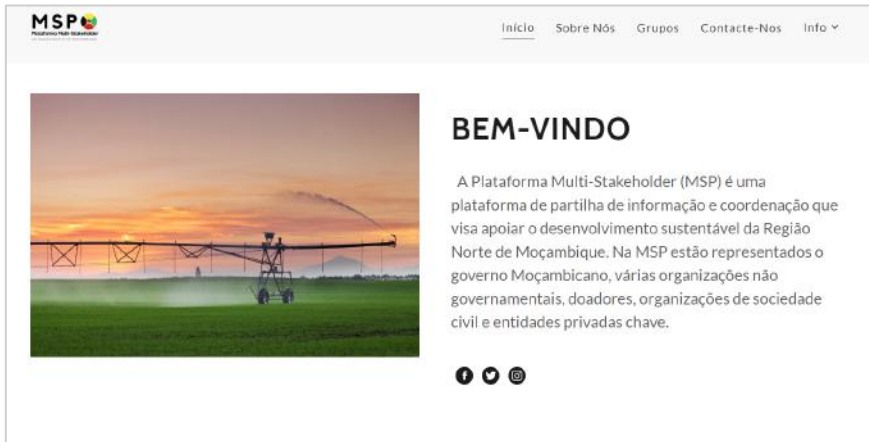 MSP
Plataforma Multi-Stakeholder
Início Sobre Nós Grupos Contacte-Nos Info
BEM-VINDO
A Plataforma Multi-Stakeholder (MSP) é uma
plataforma de partilha de informação e coordenação que
visa apoiar o desenvolvimento sustentável da Região
Norte de Moçambique. Na MSP estão representados o
governo Moçambicano, várias organizações não
governamentais, doadores, organizações de sociedade
civil e entidades privadas chave.